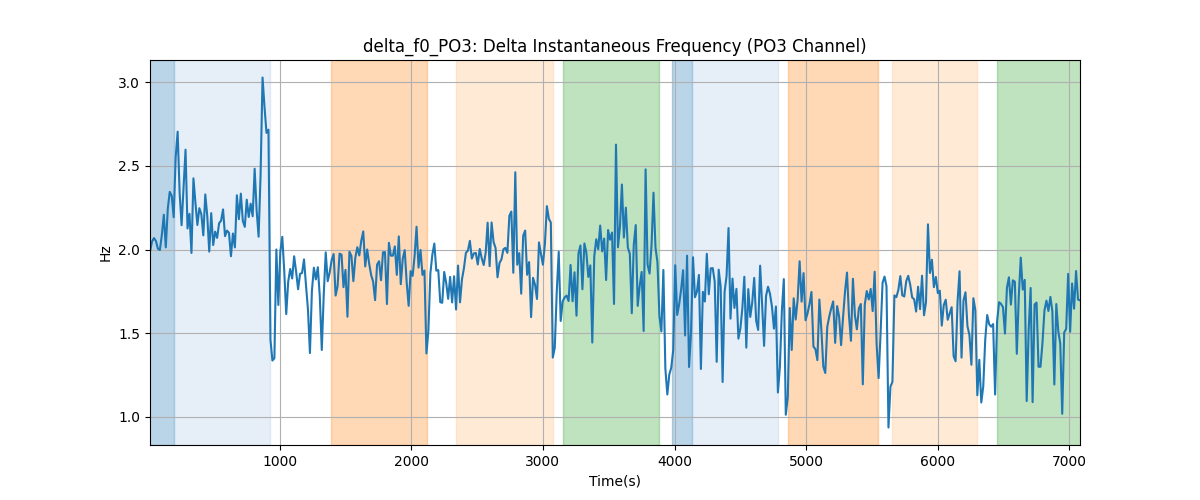 delta_f0_PO3: Delta Instantaneous Frequency (PO3 Channel)
3.0
2.5
2.0
1.5
1.0
Hz
1000 2000 3000 4000 5000 6000 7000
Time(s)